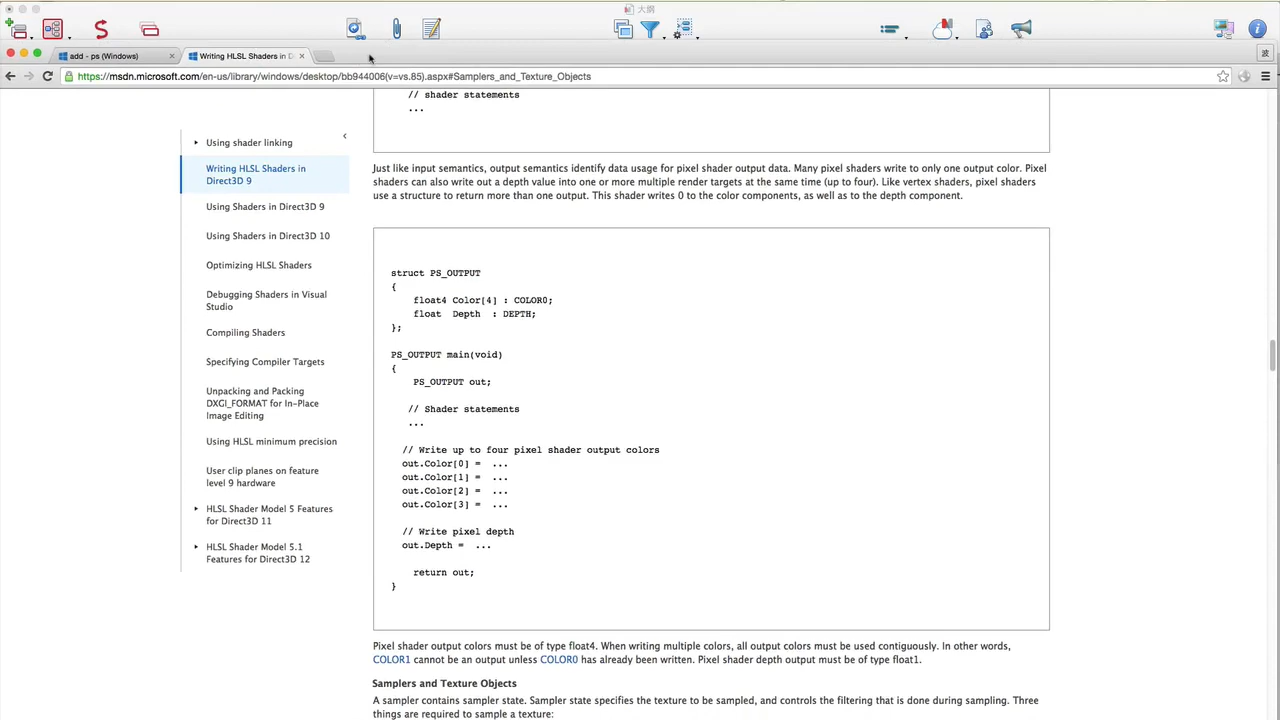 大綱
add - ps (Windows)
Writing HLSL Shaders in D
https://msdn.microsoft.com/en-us/library/windows/desktop/bb944006(v=vs.85).aspx#Samplers_and_Texture_Objects
Using shader linking
Writing HLSL Shaders in
Direct3D 9
Using Shaders in Direct3D 9
Using Shaders in Direct3D 10
Optimizing HLSL Shaders
Debugging Shaders in Visual
Studio
Compiling Shaders
Specifying Compiler Targets
Unpacking and Packing
DXGI_FORMAT for In-Place
Image Editing
Using HLSL minimum precision
User clip planes on feature
level 9 hardware
HLSL Shader Model 5 Features
for Direct3D 11
HLSL Shader Model 5.1
Features for Direct3D 12
// shader statements
...
Just like input semantics, output semantics identify data usage for pixel shader output data. Many pixel shaders write to only one output color. Pixel
shaders can also write out a depth value into one or more multiple render targets at the same time (up to four). Like vertex shaders, pixel shaders
use a structure to return more than one output. This shader writes 0 to the color components, as well as to the depth component.
struct PS_OUTPUT
{
float4 Color[4] : COLOR0;
float  Depth  : DEPTH;
};
PS_OUTPUT main(void)
{
PS_OUTPUT out;
// Shader statements
...
// Write up to four pixel shader output colors
out.Color[0] =  ...
out.Color[1] =  ...
out.Color[2] =  ...
out.Color[3] =  ...
// Write pixel depth
out.Depth =  ...
return out;
}
Pixel shader output colors must be of type float4. When writing multiple colors, all output colors must be used contiguously. In other words,
COLOR1 cannot be an output unless COLOR0 has already been written. Pixel shader depth output must be of type float1.
Samplers and Texture Objects
A sampler contains sampler state. Sampler state specifies the texture to be sampled, and controls the filtering that is done during sampling. Three
things are required to sample a texture: